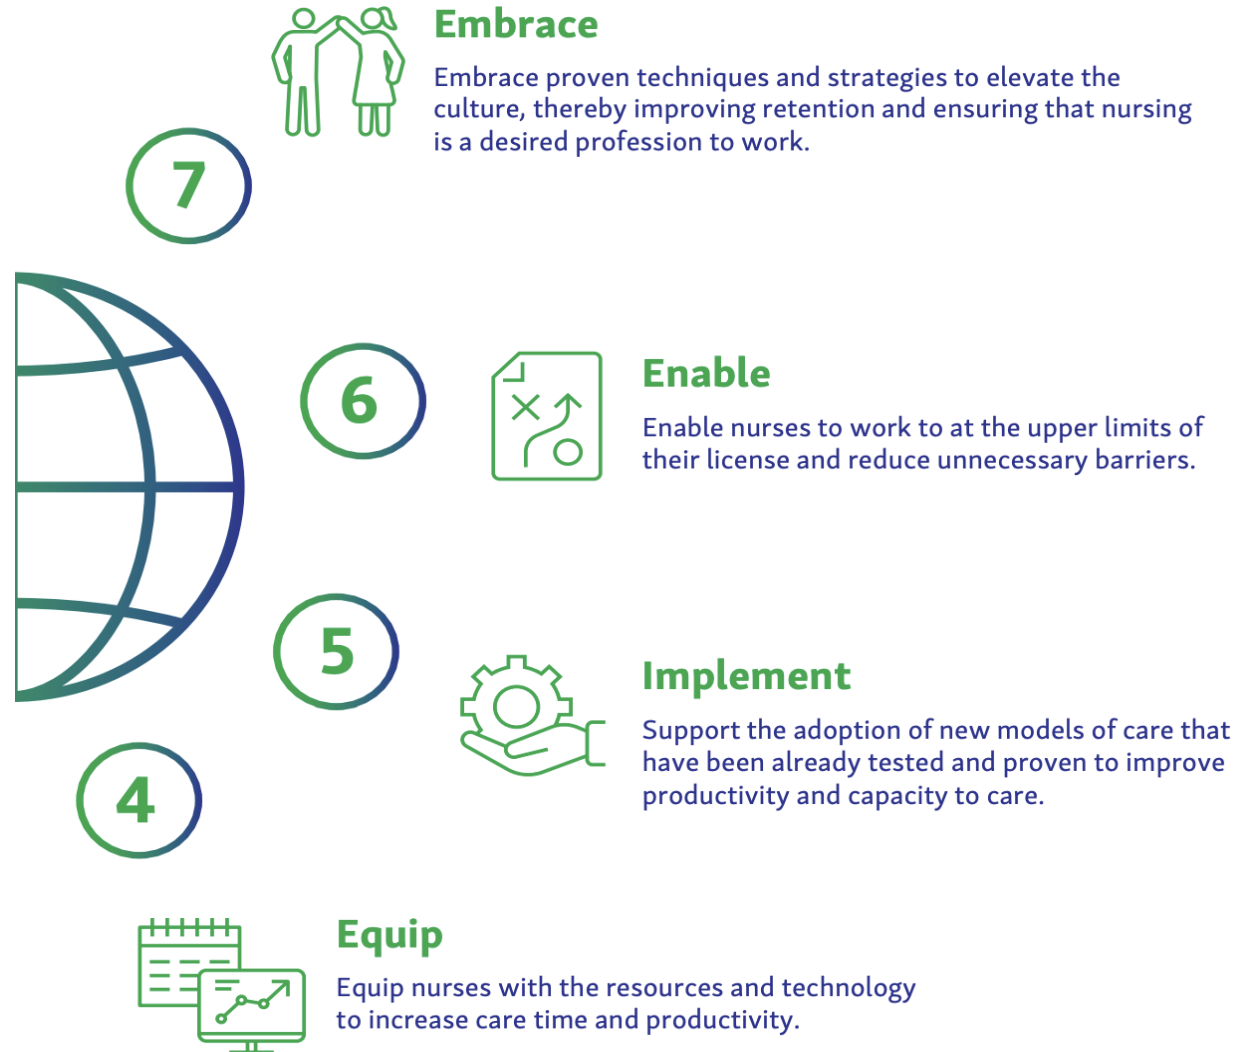 Embrace
Embrace proven techniques and strategies to elevate the
culture, thereby improving retention and ensuring that nursing
is a desired profession to work.
7
6
Enable
Enable nurses to work to at the upper limits of
their license and reduce unnecessary barriers.
5
Implement
Support the adoption of new models of care that
have been already tested and proven to improve
productivity and capacity to care.
4
Equip
Equip nurses with the resources and technology
to increase care time and productivity.